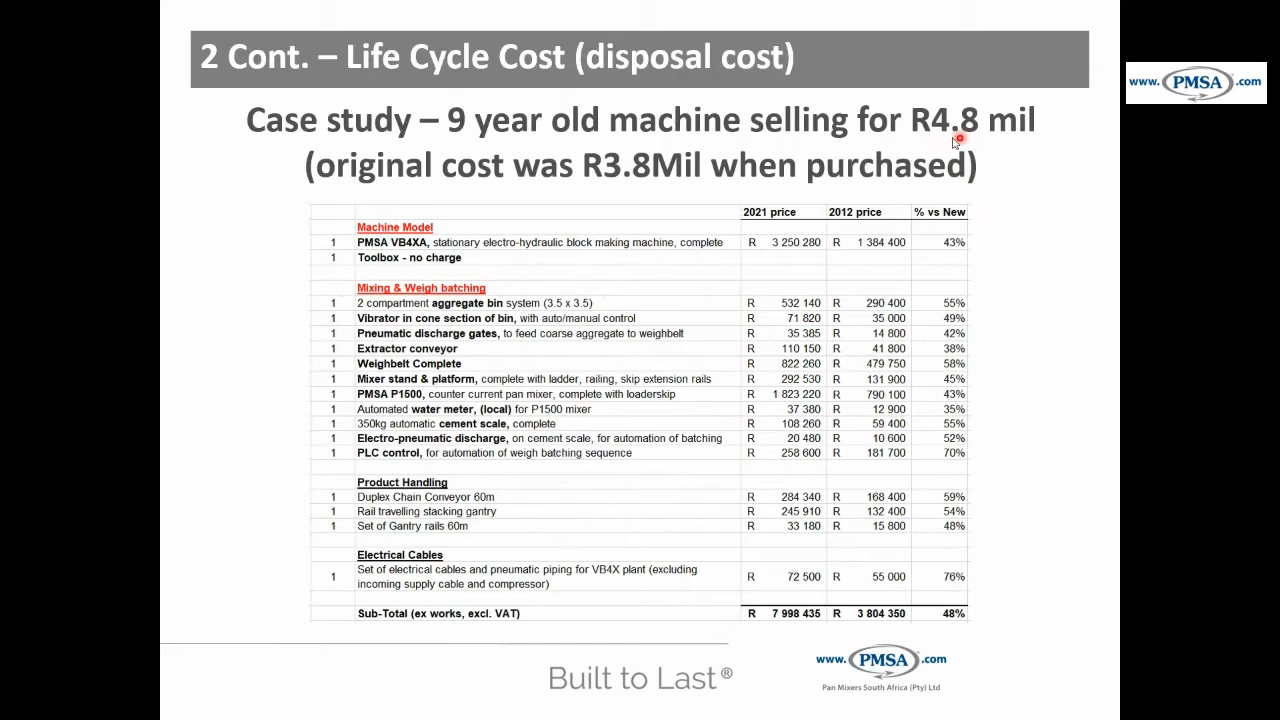 2 Cont. – Life Cycle Cost (disposal cost)
www. PMSA .com
Case study – 9 year old machine selling for R4.8 mil
(original cost was R3.8Mil when purchased)
2021 price 2012 price % vs New
Machine Model
1 PMSA VB4XA, stationary electro-hydraulic block making machine, complete R 3 250 280 R 1 384 400 43%
1 Toolbox - no charge
Mixing & Weigh batching
1 2 compartment aggregate bin system (3.5 x 3.5) R 532 140 R 290 400 55%
1 Vibrator in cone section of bin, with auto/manual control R 71 820 R 35 000 49%
1 Pneumatic discharge gates, to feed coarse aggregate to weighbelt R 35 385 R 14 800 42%
1 Extractor conveyor R 110 150 R 41 800 38%
1 Weighbelt Complete R 822 260 R 479 750 58%
1 Mixer stand & platform, complete with ladder, railing, skip extension rails R 292 530 R 131 900 45%
1 PMSA P1500, counter current pan mixer, complete with loaderskip R 1 823 220 R 790 100 43%
1 Automated water meter, (local) for P1500 mixer R 37 380 R 12 900 35%
1 350kg automatic cement scale, complete R 108 260 R 59 400 55%
1 Electro-pneumatic discharge, on cement scale, for automation of batching R 20 480 R 10 600 52%
1 PLC control, for automation of weigh batching sequence R 258 600 R 181 700 70%
Product Handling
1 Duplex Chain Conveyor 60m R 284 340 R 168 400 59%
1 Rail travelling stacking gantry R 245 910 R 132 400 54%
1 Set of Gantry rails 60m R 33 180 R 15 800 48%
Electrical Cables
1 Set of electrical cables and pneumatic piping for VB4X plant (excluding
incoming supply cable and compressor) R 72 500 R 55 000 76%
Sub-Total (ex works, excl. VAT) R 7 998 435 R 3 804 350 48%
Built to Last®
www. PMSA .com
Pan Mixers South Africa (Pty) Ltd